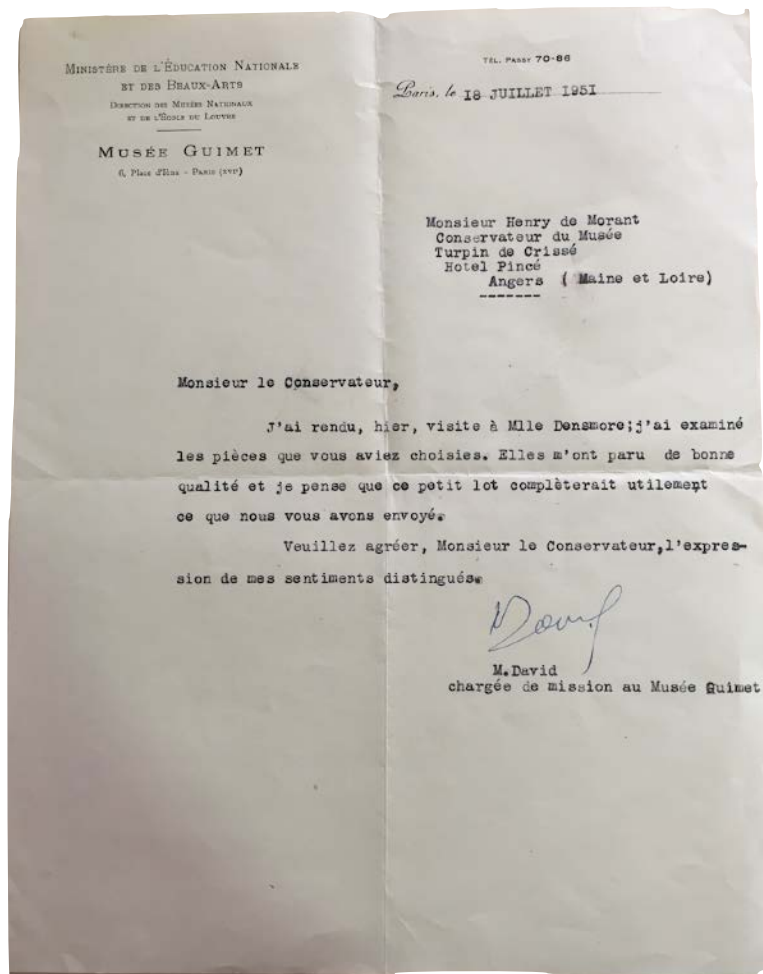 MINISTÈRE DE L'ÉDUCATION NATIONALE
ET DES BEAUX-ARTS
DIRECTION DES MUSÉES NATIONAUX
ET DE L'ÉCOLE DU LOUVRE
MUSÉE GUIMET
6, Place d'Iéna - PARIS (XVIe)
TÉL. PASSY 70-86
Paris, le 18 JUILLET 1951
Monsieur Henry de Morant
Conservateur du Musée
Turpin de Crissé
Hotel Pincé
Angers ( Maine et Loire)
-------
Monsieur le Conservateur,
J'ai rendu, hier, visite à Mlle Densmore;j'ai examiné
les pièces que vous aviez choisies. Elles m'ont paru de bonne
qualité et je pense que ce petit lot complèterait utilement
ce que nous vous avons envoyé.
Veuillez agréer, Monsieur le Conservateur,l'expres-
sion de mes sentiments distingués.
M.David
chargée de mission au Musée Guimet